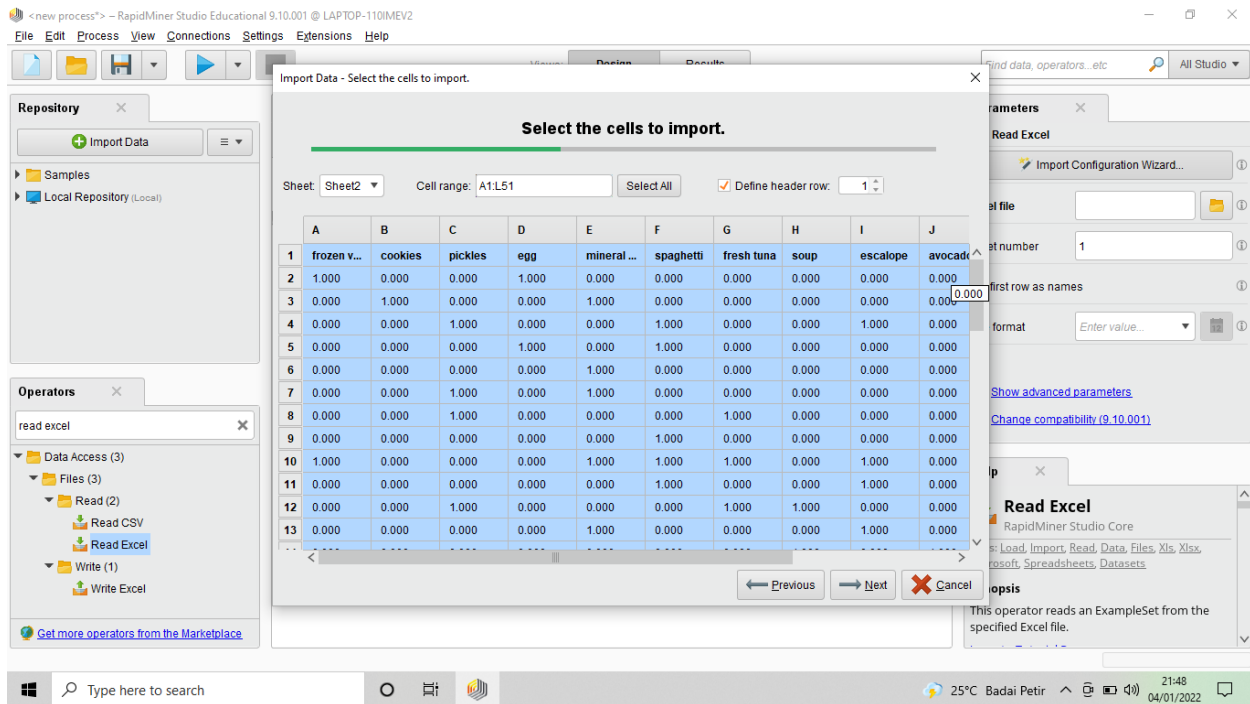 <new process*> – RapidMiner Studio Educational 9.10.001 @ LAPTOP-110IMEV2
File Edit Process View Connections Settings Extensions Help
Find data, operators...etc All Studio
Import Data - Select the cells to import.
Select the cells to import.
Sheet: Sheet2 Cell range: A1:L51 Select All Define header row: 1
A B C D E F G H I J
1 frozen v... cookies pickles egg mineral ... spaghetti fresh tuna soup escalope avocado
2 1.000 0.000 0.000 1.000 0.000 0.000 0.000 0.000 0.000 0.000
3 0.000 1.000 0.000 0.000 1.000 0.000 0.000 0.000 0.000 0.000
4 0.000 0.000 1.000 0.000 0.000 1.000 0.000 0.000 1.000 0.000
5 0.000 0.000 0.000 1.000 0.000 1.000 0.000 0.000 0.000 0.000
6 0.000 0.000 0.000 0.000 1.000 0.000 0.000 0.000 0.000 0.000
7 0.000 0.000 1.000 0.000 1.000 0.000 0.000 0.000 0.000 0.000
8 0.000 0.000 1.000 0.000 0.000 0.000 1.000 0.000 0.000 0.000
9 0.000 0.000 0.000 0.000 0.000 1.000 0.000 0.000 0.000 0.000
10 1.000 0.000 0.000 0.000 1.000 1.000 1.000 0.000 1.000 0.000
11 0.000 0.000 0.000 0.000 0.000 1.000 0.000 0.000 1.000 0.000
12 0.000 0.000 1.000 0.000 0.000 0.000 1.000 1.000 0.000 0.000
13 0.000 0.000 0.000 0.000 1.000 0.000 0.000 0.000 1.000 0.000
0.000
Previous Next Cancel
Repository
Import Data
Samples
Local Repository (Local)
Operators
read excel
Data Access (3)
Files (3)
Read (2)
Read CSV
Read Excel
Write (1)
Write Excel
Get more operators from the Marketplace
rameters
Read Excel
Import Configuration Wizard...
el file
et number 1
first row as names
format Enter value...
Show advanced parameters
Change compatibility (9.10.001)
lp
Read Excel
RapidMiner Studio Core
s: Load, Import, Read, Data, Files, Xls, Xlsx,
rosoft, Spreadsheets, Datasets
nopsis
This operator reads an ExampleSet from the
specified Excel file.
Type here to search
25°C Badai Petir
21:48
04/01/2022